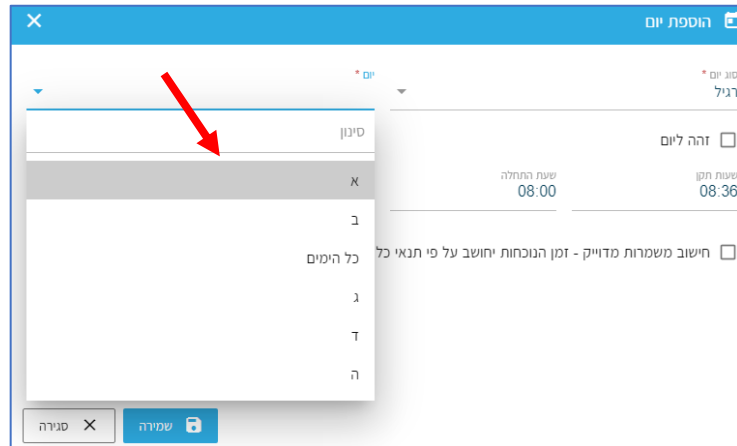 הוספת יום
סוג יום *
רגיל
יום *
סינון
א
ב
כל הימים
ג
ד
ה
זהה ליום
שעות תקן
08:36
שעת התחלה
08:00
חישוב משמרות מדוייק - זמן הנוכחות יחושב על פי תנאי כל
שמירה
סגירה